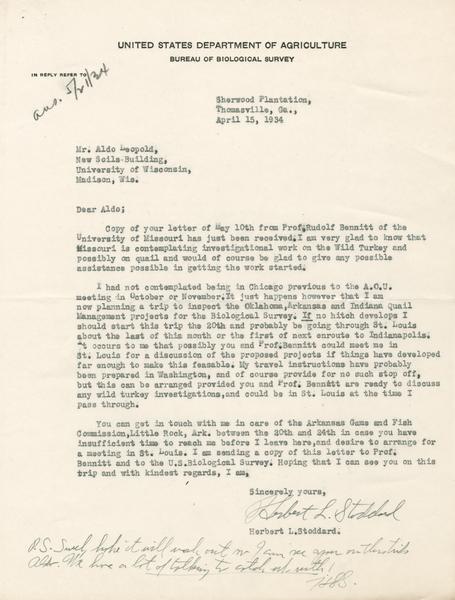 UNITED STATES DEPARTMENT OF AGRICULTURE
BUREAU OF BIOLOGICAL SURVEY
IN REPLY REFER TO
ans. 5/21/34
Sherwood Plantation,
Thomasville, Ga.,
April 15, 1934
Mr. Aldo Leopold,
New Soils-Building,
University of Wisconsin,
Madison, Wis.
Dear Aldo;
Copy of your letter of May 10th from Prof.Rudolf Bennitt of the
University of Missouri has just been received.I am very glad to know that
Missouri is contemplating investigational work on the Wild Turkey and
possibly on quail and would of course be glad to give any possible
assistance possible in getting the work started.
I had not contemplated being in Chicago previous to the A.O.U.
meeting in October or November.It just happens however that I am
now planning a trip to inspect the Oklahoma,Arkansas and Indiana Quail
Management projects for the Biological Survey. If no hitch develops I
should start this trip the 20th and probably be going through St. Louis
about the last of this month or the first of next enroute to Indianapolis.
It occurs to me that possibly you and Prof.Bennitt could meet me in
St. Louis for a discussion of the proposed projects if things have developed
far enough to make this feasable. My travel instructions have probably
been prepared in Washington, and of course provide for no such stop off,
but this can be arranged provided you and Prof. Bennitt are ready to discuss
any wild turkey investigations,and could be in St. Louis at the time I
pass through.
You can get in touch with me in care of the Arkansas Game and Fish
Commission,Little Rock, Ark. between the 20th and 24th in case you have
insufficient time to reach me before I leave here,and desire to arrange for
a meeting in St. Louis. I am sending a copy of this letter to Prof.
Bennitt and to the U.S.Biological Survey. Hoping that I can see you on this
trip and with kindest regards, I am,
Sincerely yours,
Herbert L. Stoddard
Herbert L.Stoddard.
P.S. hope it will work out so I can see you on this
Aldo. We have a lot of talking to catch up with!
HLS.